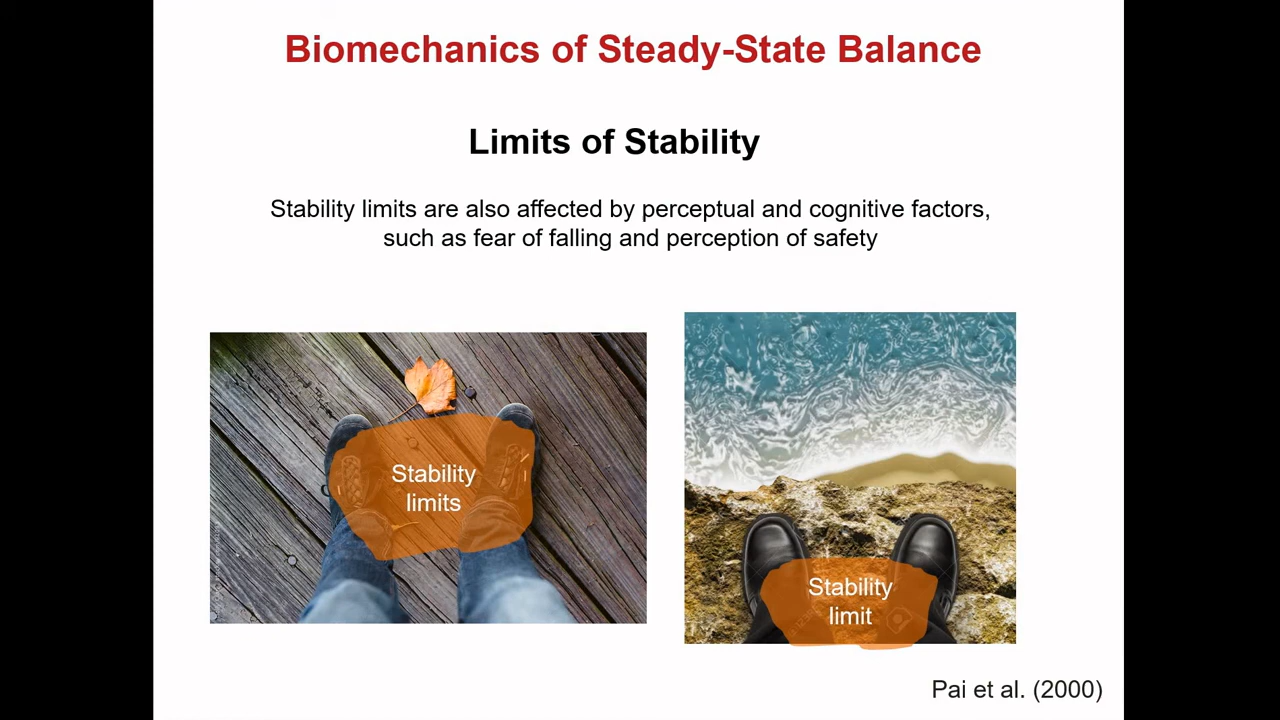 Biomechanics of Steady-State Balance
Limits of Stability
Stability limits are also affected by perceptual and cognitive factors,
such as fear of falling and perception of safety
Stability
limits
Stability
limit
Pai et al. (2000)